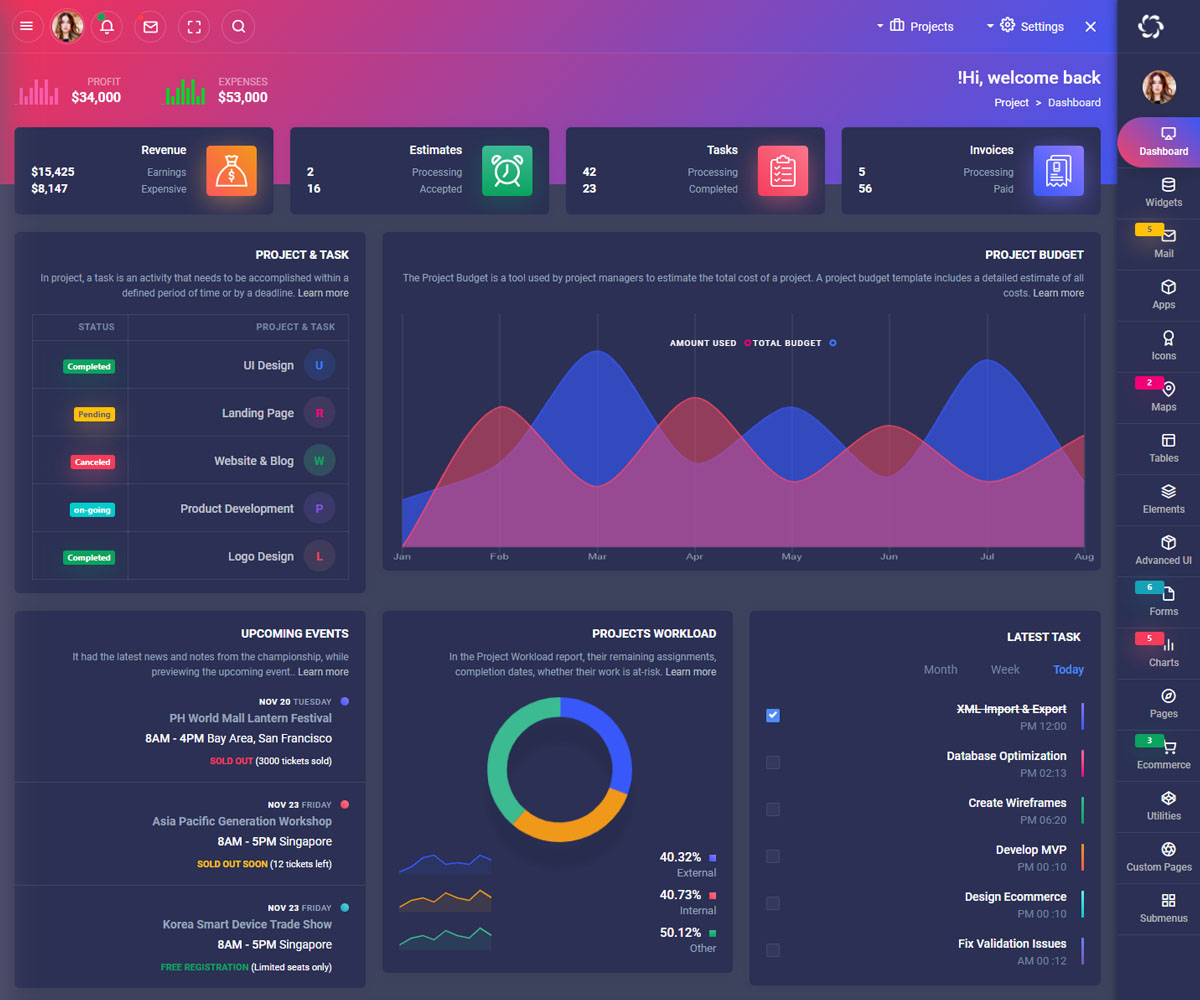 Projects
Settings
PROFIT
$34,000
EXPENSES
$53,000
!Hi, welcome back
Project > Dashboard
Revenue
$15,425 Earnings
$8,147 Expensive
Estimates
2 Processing
16 Accepted
Tasks
42 Processing
23 Completed
Invoices
5 Processing
56 Paid
PROJECT & TASK
In project, a task is an activity that needs to be accomplished within a
defined period of time or by a deadline. Learn more
STATUS PROJECT & TASK
Completed UI Design U
Pending Landing Page R
Canceled Website & Blog W
on-going Product Development P
Completed Logo Design L
PROJECT BUDGET
The Project Budget is a tool used by project managers to estimate the total cost of a project. A project budget template includes a detailed estimate of all
costs. Learn more
AMOUNT USED TOTAL BUDGET
Jan Feb Mar Apr May Jun Jul Aug
UPCOMING EVENTS
It had the latest news and notes from the championship, while
previewing the upcoming event.. Learn more
NOV 20 TUESDAY
PH World Mall Lantern Festival
8AM - 4PM Bay Area, San Francisco
SOLD OUT (3000 tickets sold)
NOV 23 FRIDAY
Asia Pacific Generation Workshop
8AM - 5PM Singapore
SOLD OUT SOON (12 tickets left)
NOV 23 FRIDAY
Korea Smart Device Trade Show
8AM - 5PM Singapore
FREE REGISTRATION (Limited seats only)
PROJECTS WORKLOAD
In the Project Workload report, their remaining assignments,
completion dates, whether their work is at-risk. Learn more
40.32%
External
40.73%
Internal
50.12%
Other
LATEST TASK
Month Week Today
XML Import & Export
PM 12:00
Database Optimization
PM 02:13
Create Wireframes
PM 06:20
Develop MVP
PM 00 :10
Design Ecommerce
PM 00 :10
Fix Validation Issues
AM 00 :12
Dashboard
Widgets
5
Mail
Apps
Icons
2
Maps
Tables
Elements
Advanced UI
6
Forms
5
Charts
Pages
3
Ecommerce
Utilities
Custom Pages
Submenus